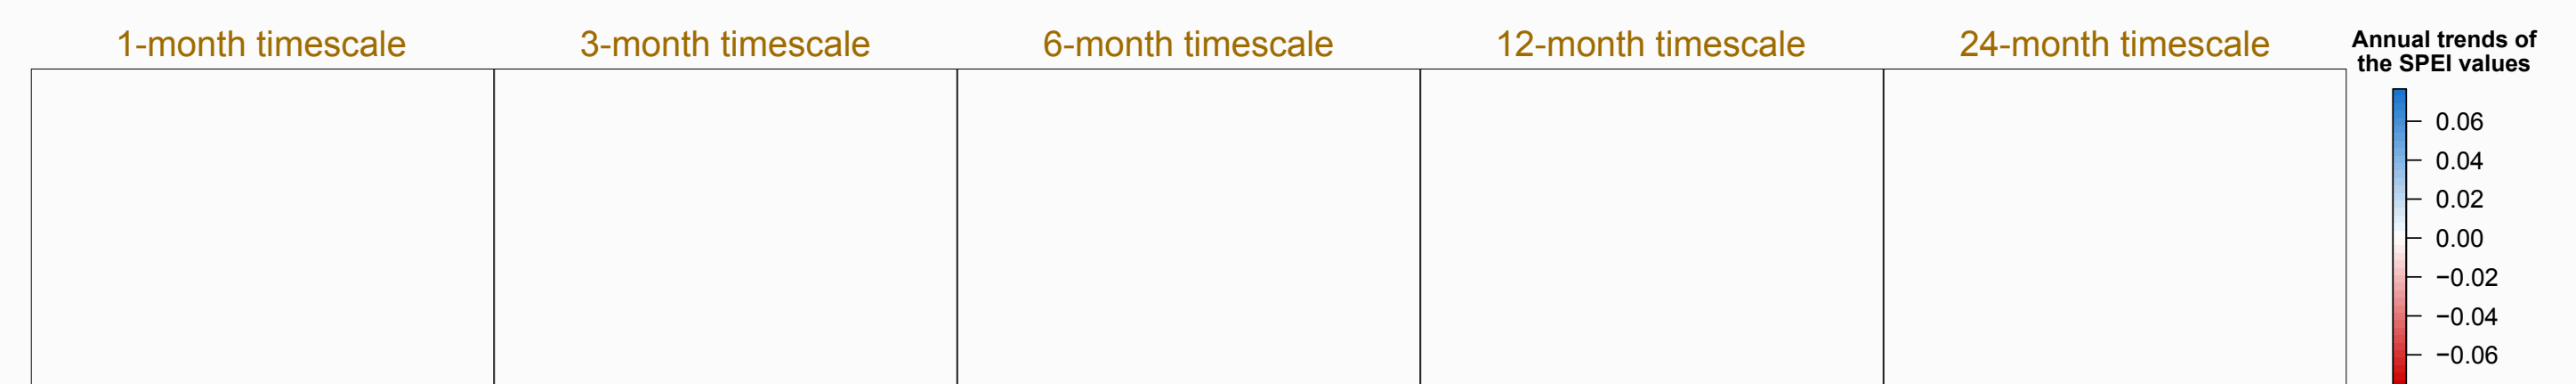 1-month timescale
3-month timescale
6-month timescale
12-month timescale
24-month timescale
Annual trends of
the SPEI values
0.06
0.04
0.02
0.00
−0.02
−0.04
−0.06